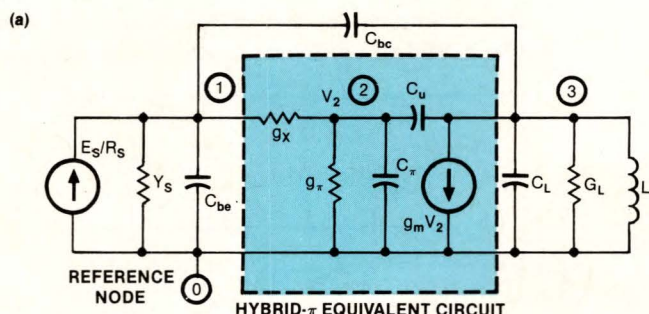 (a)
C_bc
1
V_2
2
C_u
3
E_S/R_S
g_X
Y_S
C_be
g_π
C_π
g_mV_2
C_L
G_L
L
REFERENCE
NODE
0
HYBRID-π EQUIVALENT CIRCUIT